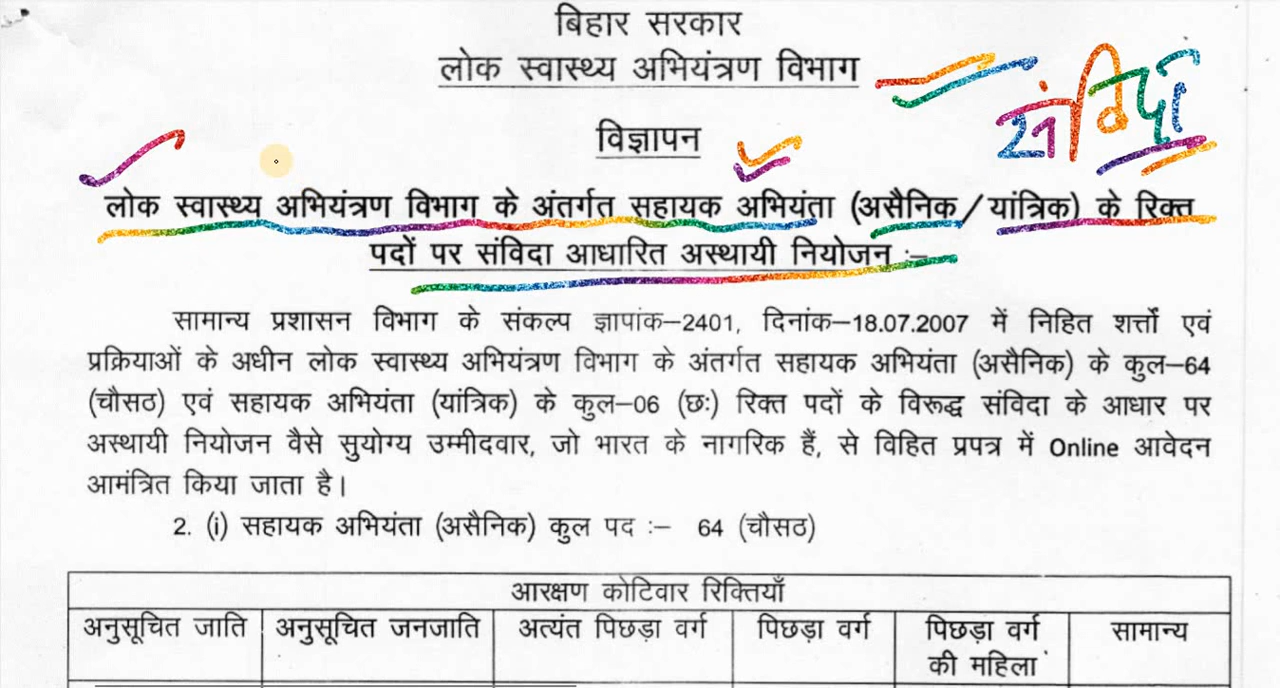 बिहार सरकार
लोक स्वास्थ्य अभियंत्रण विभाग
संविदा
विज्ञापन
लोक स्वास्थ्य अभियंत्रण विभाग के अंतर्गत सहायक अभियंता (असैनिक/यांत्रिक) के रिक्त
पदों पर संविदा आधारित अस्थायी नियोजन :–
सामान्य प्रशासन विभाग के संकल्प ज्ञापांक–2401, दिनांक–18.07.2007 में निहित शर्त्तों एवं
प्रक्रियाओं के अधीन लोक स्वास्थ्य अभियंत्रण विभाग के अंतर्गत सहायक अभियंता (असैनिक) के कुल–64
(चौसठ) एवं सहायक अभियंता (यांत्रिक) के कुल–06 (छः) रिक्त पदों के विरूद्ध संविदा के आधार पर
अस्थायी नियोजन वैसे सुयोग्य उम्मीदवार, जो भारत के नागरिक हैं, से विहित प्रपत्र में Online आवेदन
आमंत्रित किया जाता है।
2. (i) सहायक अभियंता (असैनिक) कुल पद :– 64 (चौसठ)
आरक्षण कोटिवार रिक्तियाँ
अनुसूचित जाति अनुसूचित जनजाति अत्यंत पिछड़ा वर्ग पिछड़ा वर्ग पिछड़ा वर्ग सामान्य
की महिला